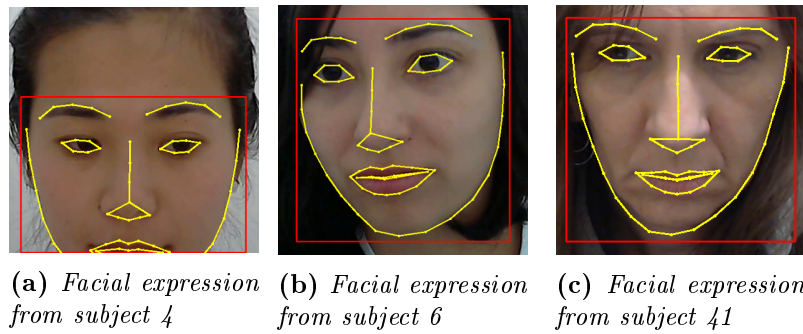 (a) Facial expression
from subject 4
(b) Facial expression
from subject 6
(c) Facial expression
from subject 41